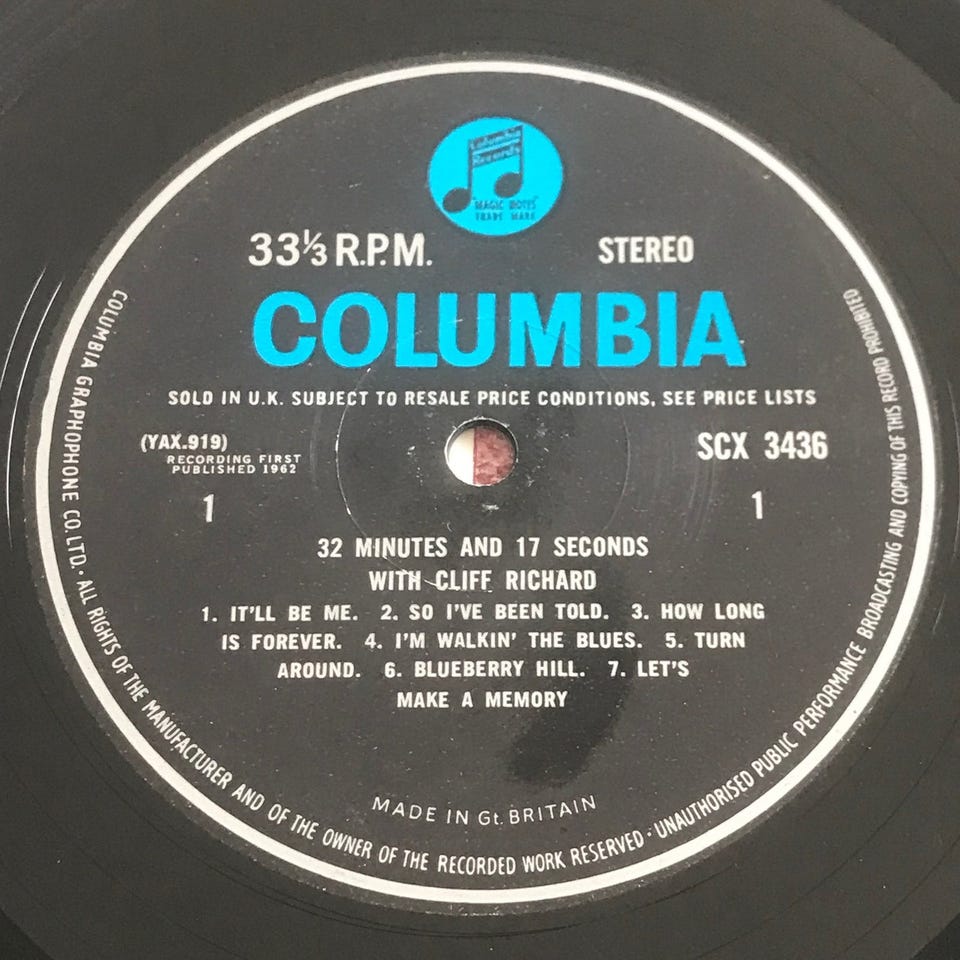 Columbia
Records
"MAGIC NOTES"
TRADE MARK
33⅓ R.P.M.
STEREO
COLUMBIA
SOLD IN U.K. SUBJECT TO RESALE PRICE CONDITIONS, SEE PRICE LISTS
(YAX.919)
RECORDING FIRST
PUBLISHED 1962
SCX 3436
1
1
32 MINUTES AND 17 SECONDS
WITH CLIFF RICHARD
1. IT'LL BE ME. 2. SO I'VE BEEN TOLD. 3. HOW LONG
IS FOREVER. 4. I'M WALKIN' THE BLUES. 5. TURN
AROUND. 6. BLUEBERRY HILL. 7. LET'S
MAKE A MEMORY
MADE IN Gt. BRITAIN
COLUMBIA GRAPHOPHONE CO. LTD. · ALL RIGHTS OF THE MANUFACTURER AND OF THE OWNER OF THE RECORDED WORK RESERVED · UNAUTHORISED PUBLIC PERFORMANCE BROADCASTING AND COPYING OF THIS RECORD PROHIBITED